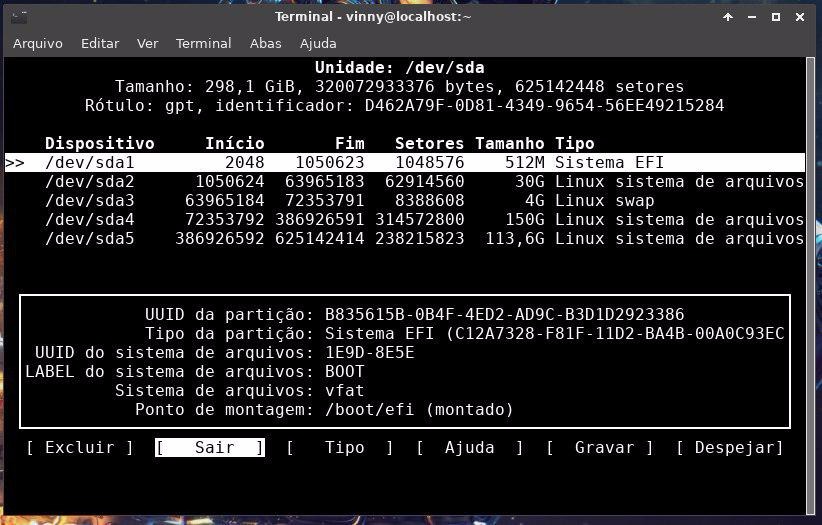 Terminal - vinny@localhost:~
Arquivo Editar Ver Terminal Abas Ajuda
Unidade: /dev/sda
Tamanho: 298,1 GiB, 320072933376 bytes, 625142448 setores
Rótulo: gpt, identificador: D462A79F-0D81-4349-9654-56EE49215284
Dispositivo Início Fim Setores Tamanho Tipo
>> /dev/sda1 2048 1050623 1048576 512M Sistema EFI
/dev/sda2 1050624 63965183 62914560 30G Linux sistema de arquivos
/dev/sda3 63965184 72353791 8388608 4G Linux swap
/dev/sda4 72353792 386926591 314572800 150G Linux sistema de arquivos
/dev/sda5 386926592 625142414 238215823 113,6G Linux sistema de arquivos
UUID da partição: B835615B-0B4F-4ED2-AD9C-B3D1D2923386
Tipo da partição: Sistema EFI (C12A7328-F81F-11D2-BA4B-00A0C93EC
UUID do sistema de arquivos: 1E9D-8E5E
LABEL do sistema de arquivos: BOOT
Sistema de arquivos: vfat
Ponto de montagem: /boot/efi (montado)
[ Excluir ] [ Sair ] [ Tipo ] [ Ajuda ] [ Gravar ] [ Despejar]